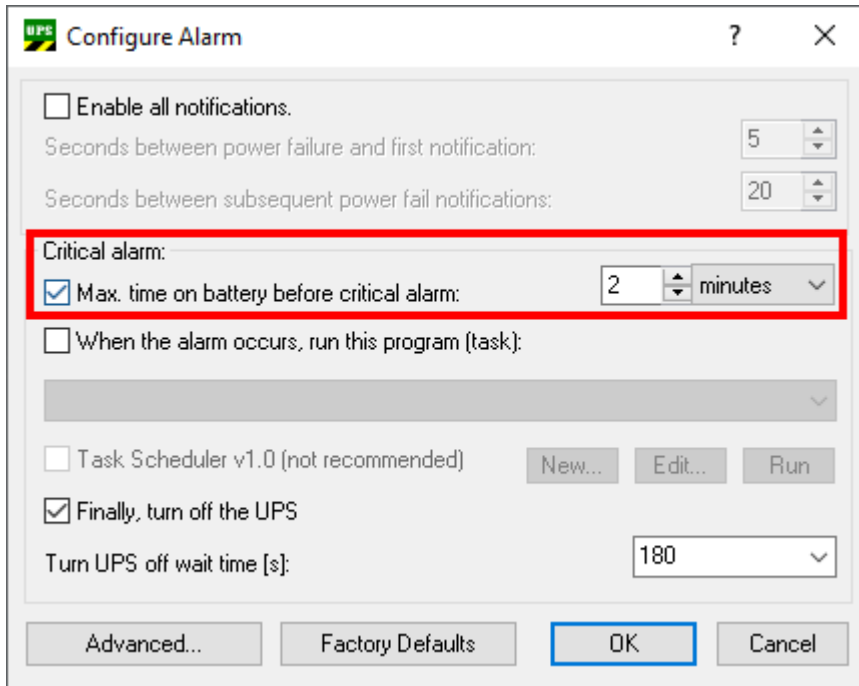 UPS Configure Alarm ?
Enable all notifications.
Seconds between power failure and first notification: 5
Seconds between subsequent power fail notifications: 20
Critical alarm:
Max. time on battery before critical alarm: 2 minutes
When the alarm occurs, run this program (task):
Task Scheduler v1.0 (not recommended) New... Edit... Run
Finally, turn off the UPS
Turn UPS off wait time [s]: 180
Advanced... Factory Defaults OK Cancel